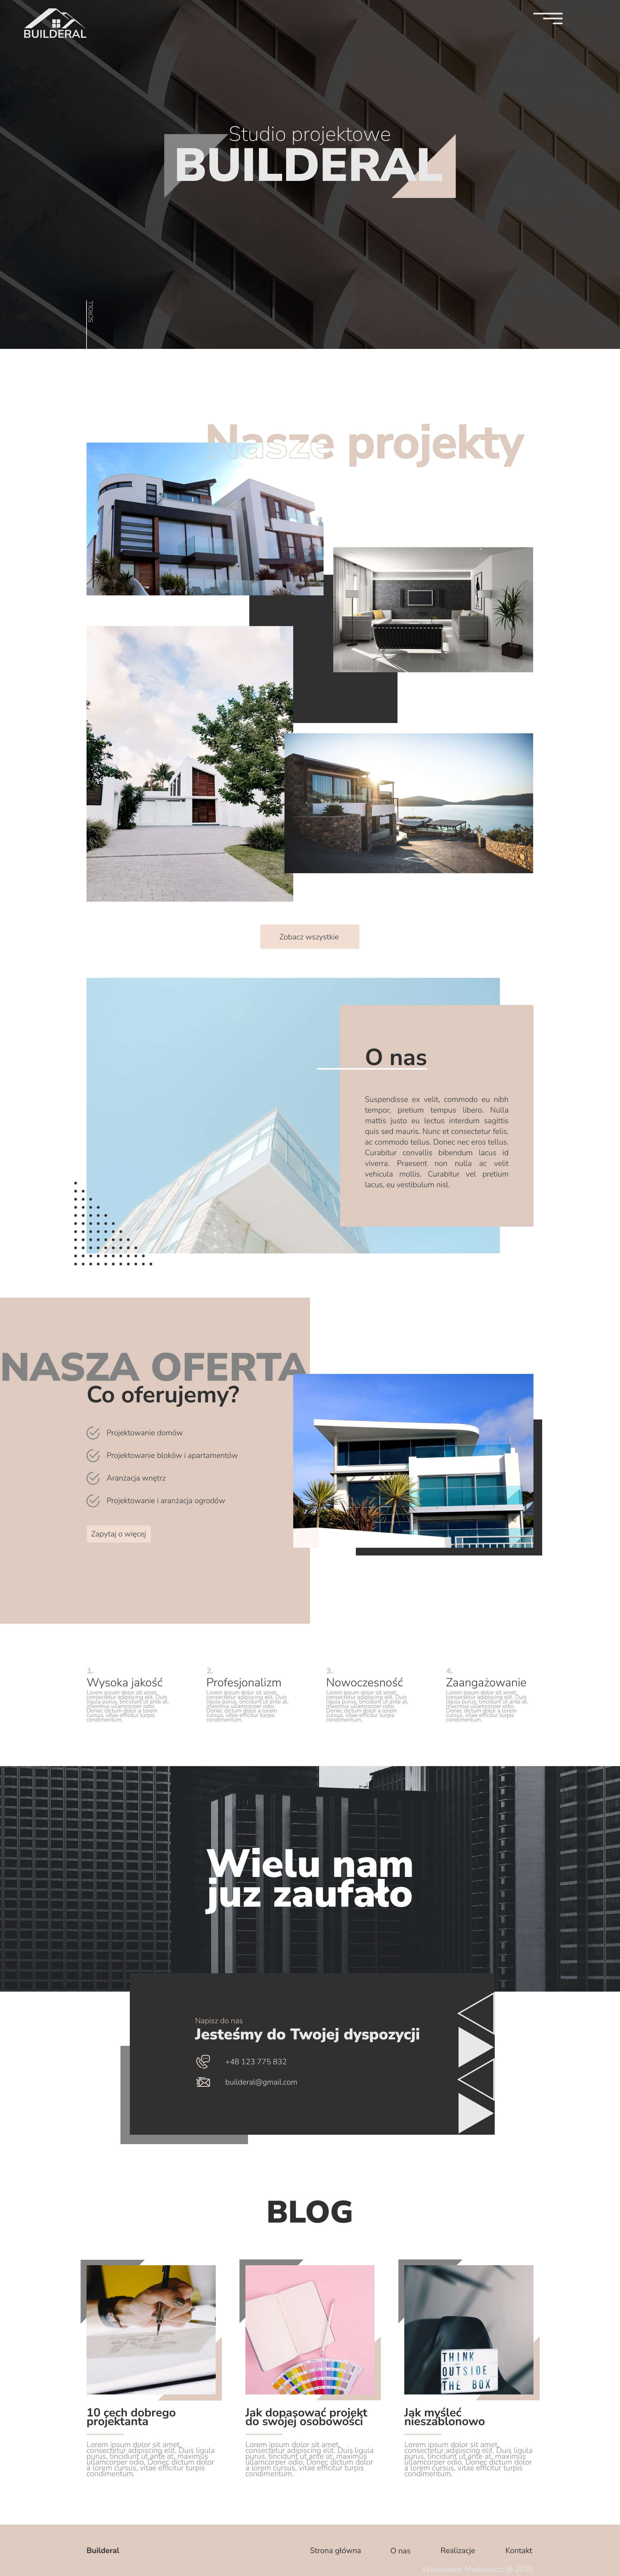 BUILDERAL
Studio projektowe
BUILDERAL
SCROLL
Nasze projekty
Zobacz wszystkie
O nas
Suspendisse ex velit, commodo eu nibh
tempor, pretium tempus libero. Nulla
mattis justo eu lectus interdum sagittis
quis sed mauris. Nunc et consectetur felis,
ac commodo tellus. Donec nec eros tellus.
Curabitur convallis bibendum lacus id
viverra. Praesent non nulla ac velit
vehicula mollis. Curabitur vel pretium
lacus, eu vestibulum nisl.
NASZA OFERTA
Co oferujemy?
Projektowanie domów
Projektowanie bloków i apartamentów
Aranżacja wnętrz
Projektowanie i aranżacja ogrodów
Zapytaj o więcej
1.
Wysoka jakość
Lorem ipsum dolor sit amet,
consectetur adipiscing elit. Duis
ligula purus, tincidunt ut ante at,
maximus ullamcorper odio.
Donec dictum dolor a lorem
cursus, vitae efficitur turpis
condimentum.
2.
Profesjonalizm
Lorem ipsum dolor sit amet,
consectetur adipiscing elit. Duis
ligula purus, tincidunt ut ante at,
maximus ullamcorper odio.
Donec dictum dolor a lorem
cursus, vitae efficitur turpis
condimentum.
3.
Nowoczesność
Lorem ipsum dolor sit amet,
consectetur adipiscing elit. Duis
ligula purus, tincidunt ut ante at,
maximus ullamcorper odio.
Donec dictum dolor a lorem
cursus, vitae efficitur turpis
condimentum.
4.
Zaangażowanie
Lorem ipsum dolor sit amet,
consectetur adipiscing elit. Duis
ligula purus, tincidunt ut ante at,
maximus ullamcorper odio.
Donec dictum dolor a lorem
cursus, vitae efficitur turpis
condimentum.
Wielu nam
już zaufało
Napisz do nas
Jesteśmy do Twojej dyspozycji
+48 123 775 832
builderal@gmail.com
BLOG
10 cech dobrego
projektanta
Lorem ipsum dolor sit amet,
consectetur adipiscing elit. Duis ligula
purus, tincidunt ut ante at, maximus
ullamcorper odio. Donec dictum dolor
a lorem cursus, vitae efficitur turpis
condimentum.
Jak dopasować projekt
do swojej osobowości
Lorem ipsum dolor sit amet,
consectetur adipiscing elit. Duis ligula
purus, tincidunt ut ante at, maximus
ullamcorper odio. Donec dictum dolor
a lorem cursus, vitae efficitur turpis
condimentum.
THINK
OUTSIDE
THE BOX
Jak myśleć
nieszablonowo
Lorem ipsum dolor sit amet,
consectetur adipiscing elit. Duis ligula
purus, tincidunt ut ante at, maximus
ullamcorper odio. Donec dictum dolor
a lorem cursus, vitae efficitur turpis
condimentum.
Builderal
Strona główna
O nas
Realizacje
Kontakt